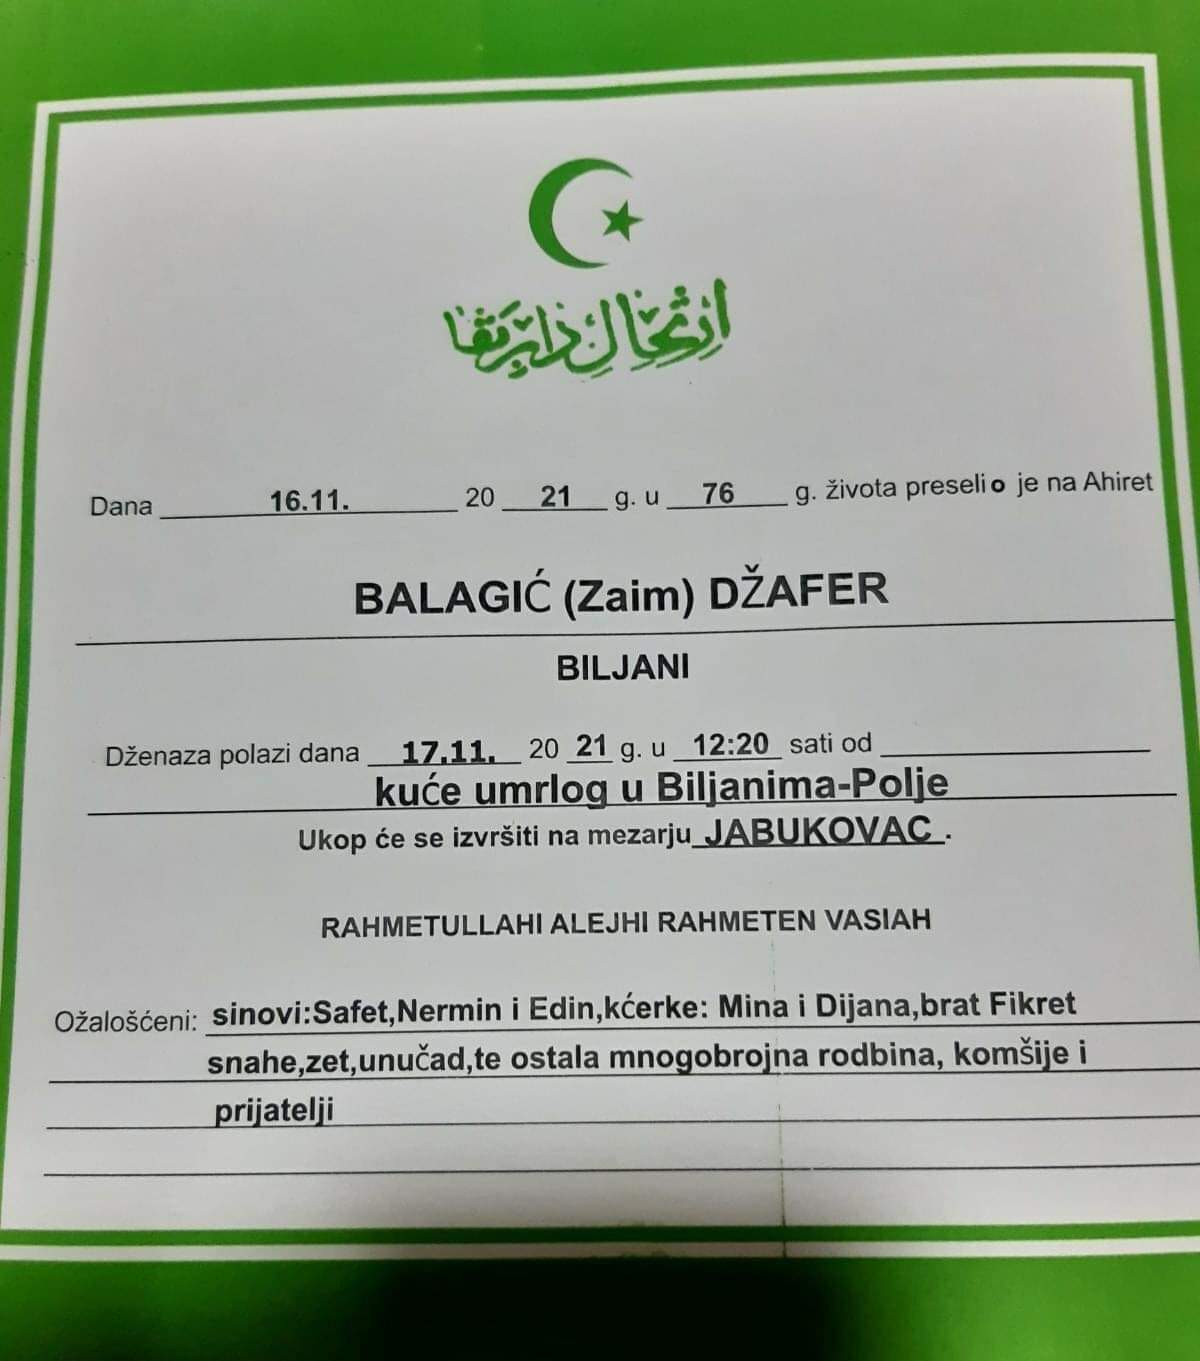 إرتحال دار بقا
Dana 16.11. 20 21 g. u 76 g. života preselio je na Ahiret
BALAGIĆ (Zaim) DŽAFER
BILJANI
Dženaza polazi dana 17.11. 20 21 g. u 12:20 sati od
kuće umrlog u Biljanima-Polje
Ukop će se izvršiti na mezarju JABUKOVAC.
RAHMETULLAHI ALEJHI RAHMETEN VASIAH
Ožalošćeni: sinovi:Safet,Nermin i Edin,kćerke: Mina i Dijana,brat Fikret
snahe,zet,unučad,te ostala mnogobrojna rodbina, komšije i
prijatelji